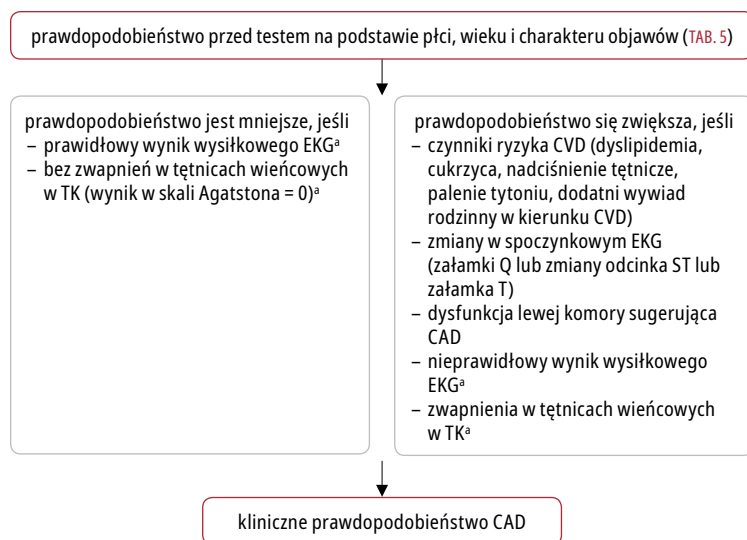 prawdopodobieństwo przed testem na podstawie płci, wieku i charakteru objawów (TAB. 5)
prawdopodobieństwo jest mniejsze, jeśli
– prawidłowy wynik wysiłkowego EKGᵃ
– bez zwapnień w tętnicach wieńcowych
w TK (wynik w skali Agatstona = 0)ᵃ
prawdopodobieństwo się zwiększa, jeśli
– czynniki ryzyka CVD (dyslipidemia,
cukrzyca, nadciśnienie tętnicze,
palenie tytoniu, dodatni wywiad
rodzinny w kierunku CVD)
– zmiany w spoczynkowym EKG
(załamki Q lub zmiany odcinka ST lub
załamka T)
– dysfunkcja lewej komory sugerująca
CAD
– nieprawidłowy wynik wysiłkowego
EKGᵃ
– zwapnienia w tętnicach wieńcowych
w TKᵃ
kliniczne prawdopodobieństwo CAD